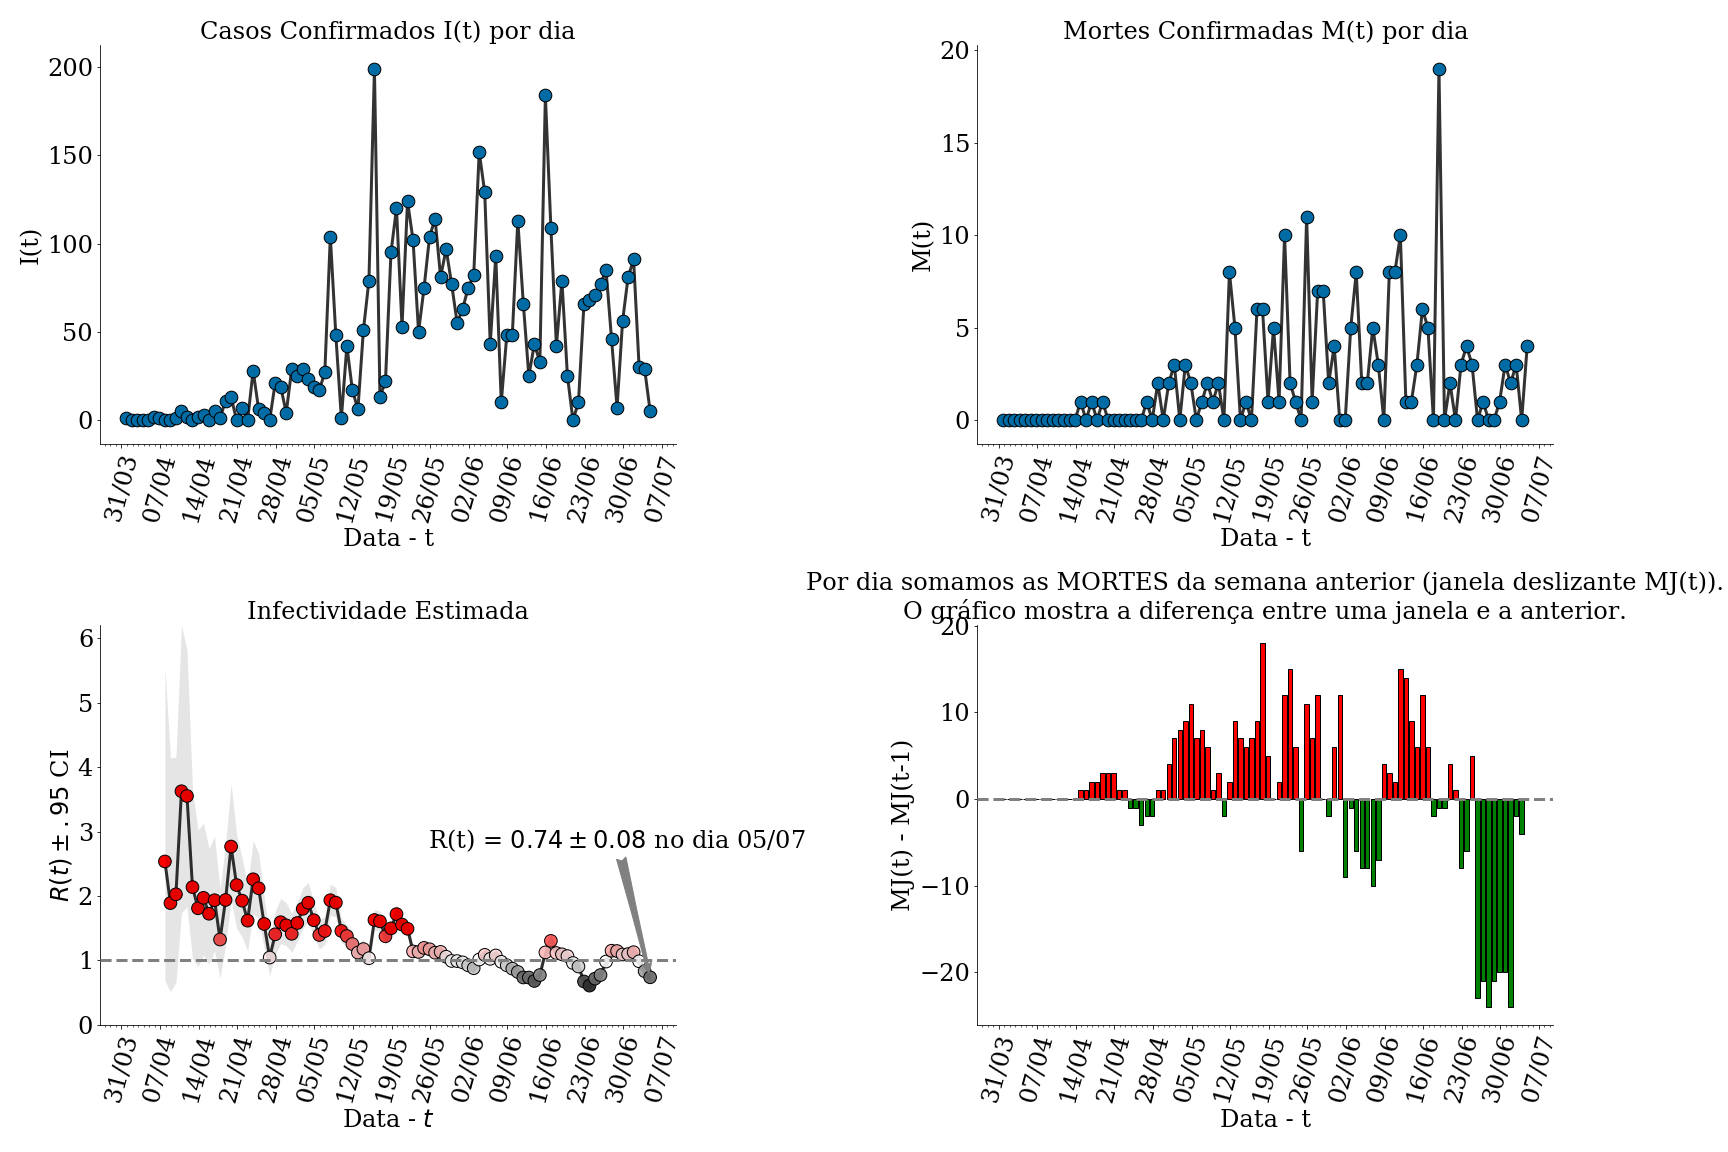 Casos Confirmados I(t) por dia
200
150
100
50
0
I(t)
31/03 07/04 14/04 21/04 28/04 05/05 12/05 19/05 26/05 02/06 09/06 16/06 23/06 30/06 07/07
Data - t
Mortes Confirmadas M(t) por dia
20
15
10
5
0
M(t)
31/03 07/04 14/04 21/04 28/04 05/05 12/05 19/05 26/05 02/06 09/06 16/06 23/06 30/06 07/07
Data - t
Infectividade Estimada
6
5
4
3
2
1
0
R(t) ± .95 CI
R(t) = 0.74 ± 0.08 no dia 05/07
31/03 07/04 14/04 21/04 28/04 05/05 12/05 19/05 26/05 02/06 09/06 16/06 23/06 30/06 07/07
Data - t
Por dia somamos as MORTES da semana anterior (janela deslizante MJ(t)).
O gráfico mostra a diferença entre uma janela e a anterior.
20
10
0
−10
−20
MJ(t) - MJ(t-1)
31/03 07/04 14/04 21/04 28/04 05/05 12/05 19/05 26/05 02/06 09/06 16/06 23/06 30/06 07/07
Data - t